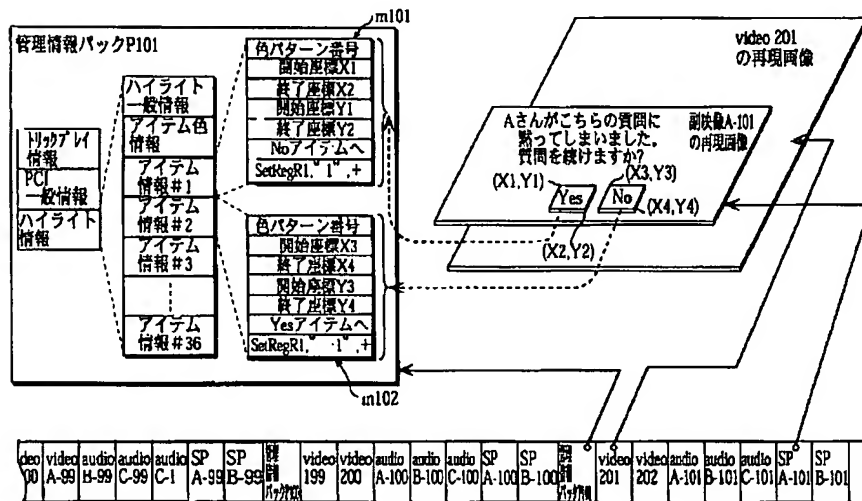 m101
管理情報パックP101
トリックプレイ
情報
PCI
一般情報
ハイライト
情報
ハイライト
一般情報
アイテム色
情報
アイテム
情報#1
アイテム
情報#2
アイテム
情報#3
アイテム
情報#36
色パターン番号
開始座標X1
終了座標X2
開始座標Y1
終了座標Y2
Noアイテムへ
SetRegR1,"1",+
色パターン番号
開始座標X3
終了座標X4
開始座標Y3
終了座標Y4
Yesアイテムへ
SetRegR1,"-1",+
m102
video 201
の再現画像
Aさんがこちらの質問に
黙ってしまいました。
質問を続けますか?
副映像A-101
の再現画像
(X1,Y1)
(X3,Y3)
Yes
No
(X4,Y4)
(X2,Y2)
video A-99
audio B-99
audio C-99
audio C-1
SP A-99
SP B-99
video 199
video 200
audio A-100
audio B-100
audio C-100
SP A-100
SP B-100
video 201
video 202
audio A-101
audio B-101
audio C-101
SP A-101
SP B-101